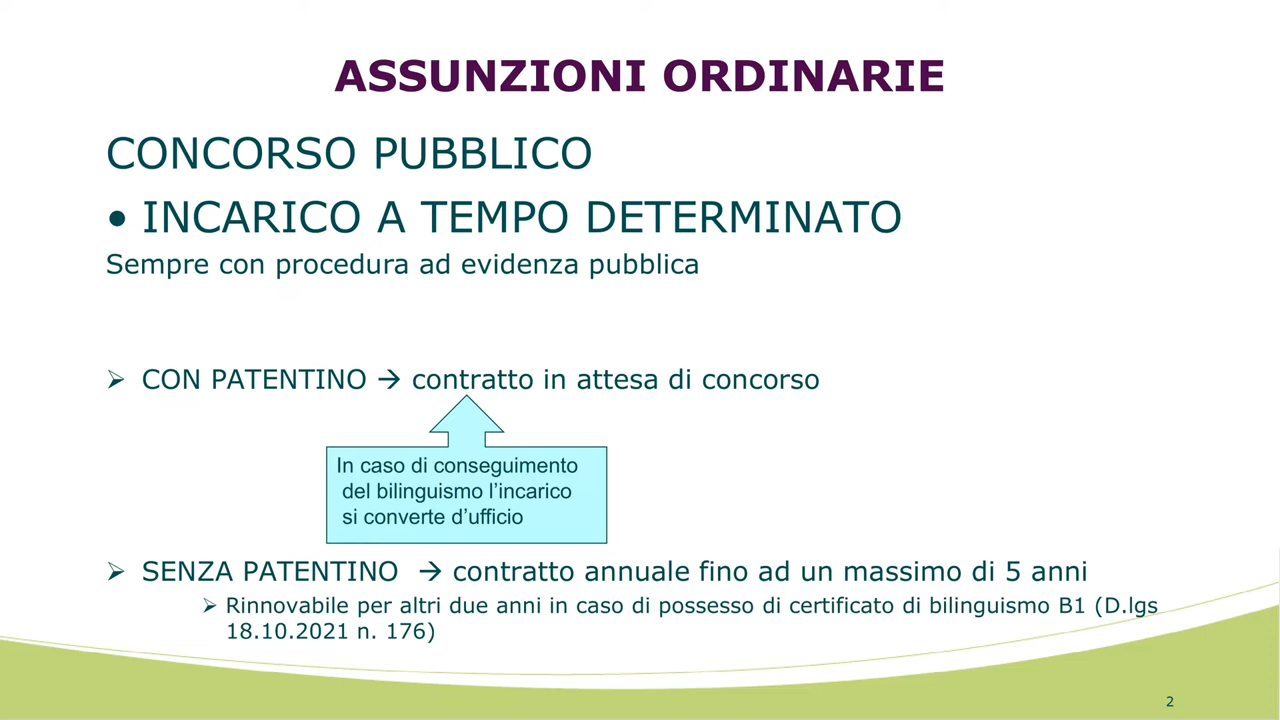 ASSUNZIONI ORDINARIE
CONCORSO PUBBLICO
• INCARICO A TEMPO DETERMINATO
Sempre con procedura ad evidenza pubblica
➢ CON PATENTINO → contratto in attesa di concorso
In caso di conseguimento
del bilinguismo l’incarico
si converte d’ufficio
➢ SENZA PATENTINO → contratto annuale fino ad un massimo di 5 anni
➢ Rinnovabile per altri due anni in caso di possesso di certificato di bilinguismo B1 (D.lgs
18.10.2021 n. 176)
2